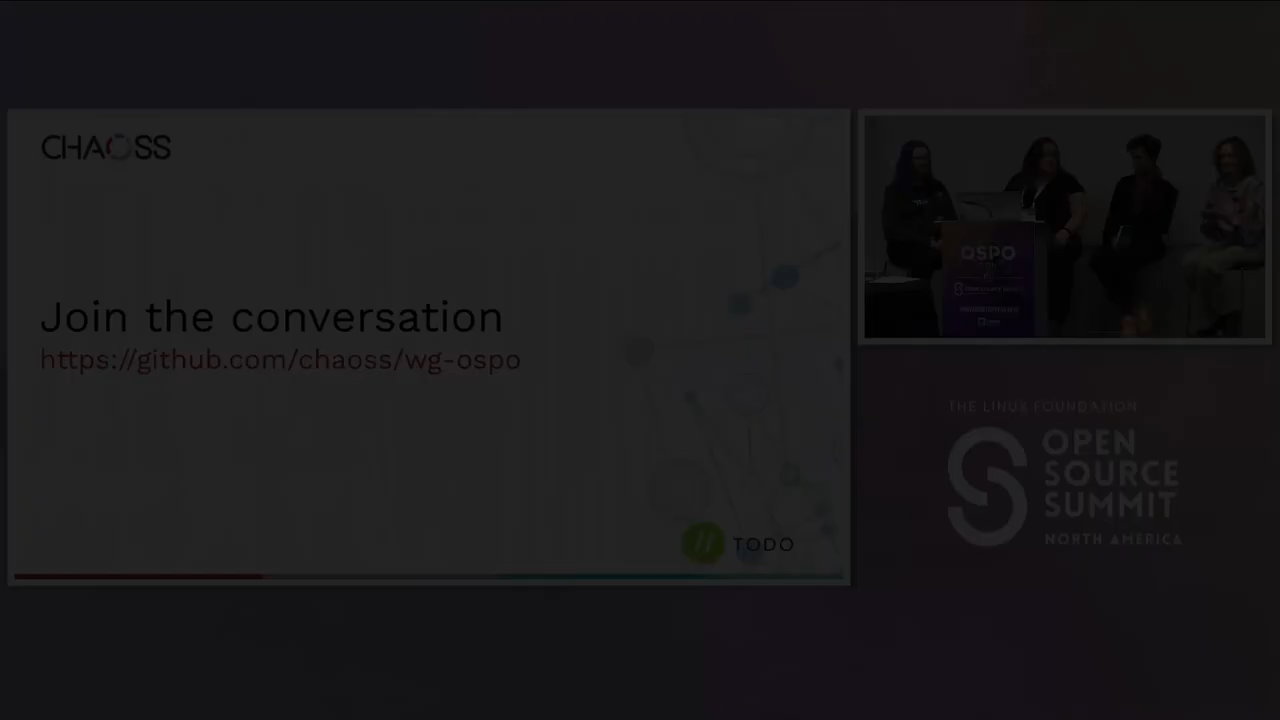 CHAOSS
Join the conversation
https://github.com/chaoss/wg-ospo
TODO
OSPO
THE LINUX FOUNDATION
OPEN
SOURCE
SUMMIT
NORTH AMERICA